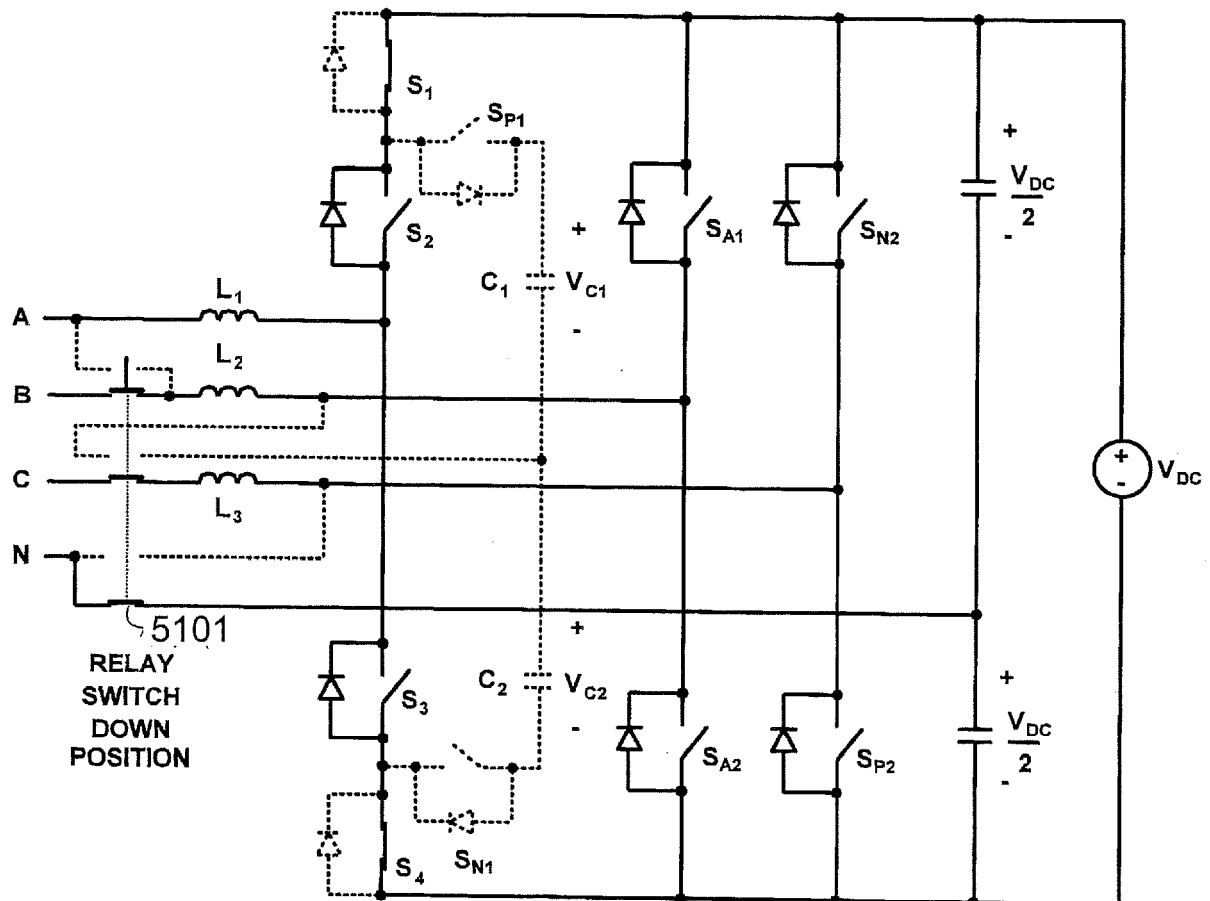 S1
SP1
S2
SA1
SN2
+
VDC
2
-
+
C1
VC1
-
L1
A
L2
B
C
L3
N
+
-
VDC
5101
RELAY
SWITCH
DOWN
POSITION
S3
+
C2
VC2
-
SA2
SP2
+
VDC
2
-
SN1
S4